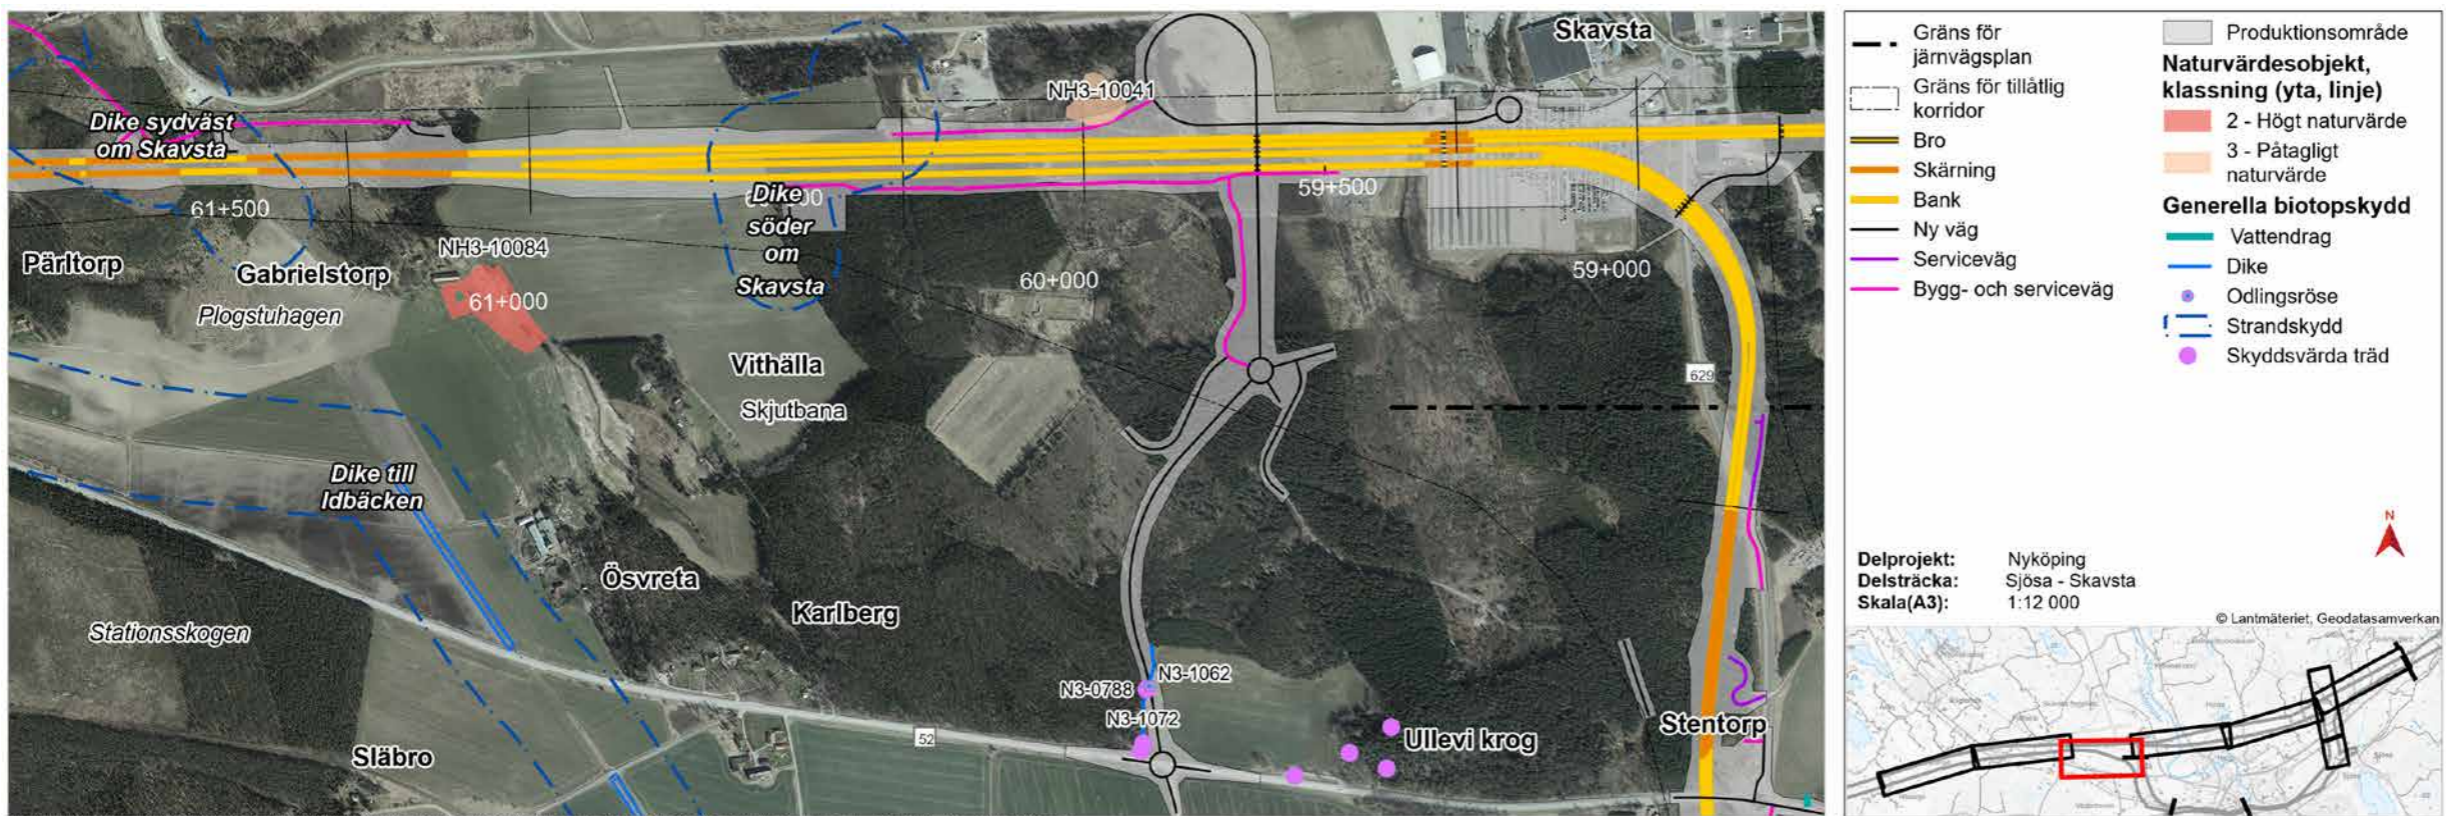 Skavsta
NH3-10041
Dike sydväst
om Skavsta
61+500
Dike
söder
om
Skavsta
59+500
Pärltorp
Gabrielstorp
NH3-10084
61+000
60+000
59+000
Plogstuhagen
Vithälla
Skjutbana
629
Dike till
Idbäcken
Ösvreta
Karlberg
Stationsskogen
N3-1062
N3-0788
N3-1072
52
Släbro
Ullevi krog
Stentorp
Gräns för
järnvägsplan
Gräns för tillåtlig
korridor
Bro
Skärning
Bank
Ny väg
Serviceväg
Bygg- och serviceväg
Produktionsområde
Naturvärdesobjekt,
klassning (yta, linje)
2 - Högt naturvärde
3 - Påtagligt
naturvärde
Generella biotopskydd
Vattendrag
Dike
Odlingsröse
Strandskydd
Skyddsvärda träd
N
Delprojekt: Nyköping
Delsträcka: Sjösa - Skavsta
Skala(A3): 1:12 000
© Lantmäteriet, Geodatasamverkan